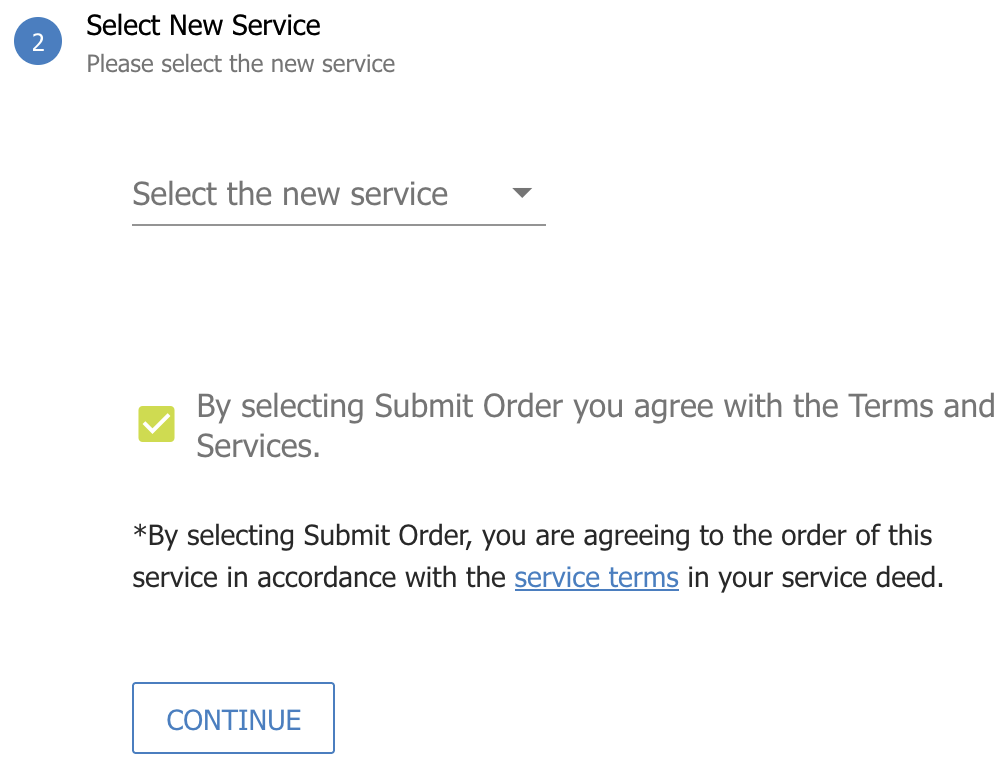 2
Select New Service
Please select the new service
Select the new service
By selecting Submit Order you agree with the Terms and
Services.
*By selecting Submit Order, you are agreeing to the order of this
service in accordance with the service terms in your service deed.
CONTINUE